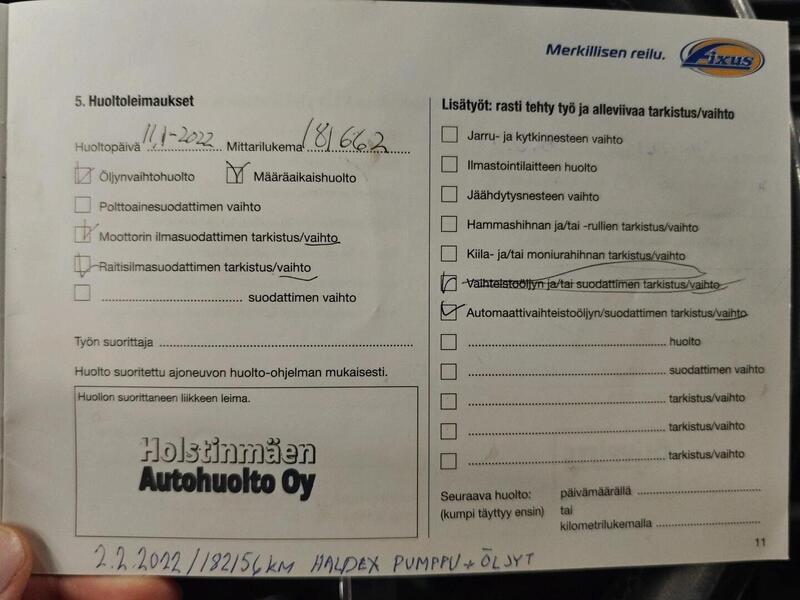 Merkillisen reilu. Fixus
5. Huoltoleimaukset
Huoltopäivä 11,1-2022 Mittarilukema 181662
Öljynvaihtohuolto Määräaikaishuolto
Polttoainesuodattimen vaihto
Moottorin ilmasuodattimen tarkistus/vaihto
Raitisilmasuodattimen tarkistus/vaihto
suodattimen vaihto
Työn suorittaja
Huolto suoritettu ajoneuvon huolto-ohjelman mukaisesti.
Huollon suorittaneen liikkeen leima.
Holstinmäen
Autohuolto Oy
Lisätyöt: rasti tehty työ ja alleviivaa tarkistus/vaihto
Jarru- ja kytkinnesteen vaihto
Ilmastointilaitteen huolto
Jäähdytysnesteen vaihto
Hammashihnan ja/tai -rullien tarkistus/vaihto
Kiila- ja/tai moniurahihnan tarkistus/vaihto
Vaihteistoöljyn ja/tai suodattimen tarkistus/vaihto
Automaattivaihteistoöljyn/suodattimen tarkistus/vaihto
huolto
suodattimen vaihto
tarkistus/vaihto
tarkistus/vaihto
tarkistus/vaihto
Seuraava huolto: päivämäärällä
(kumpi täyttyy ensin) tai
kilometrilukemalla
11
2.2.2022/182156KM HALDEX PUMPPU+ÖLJYT